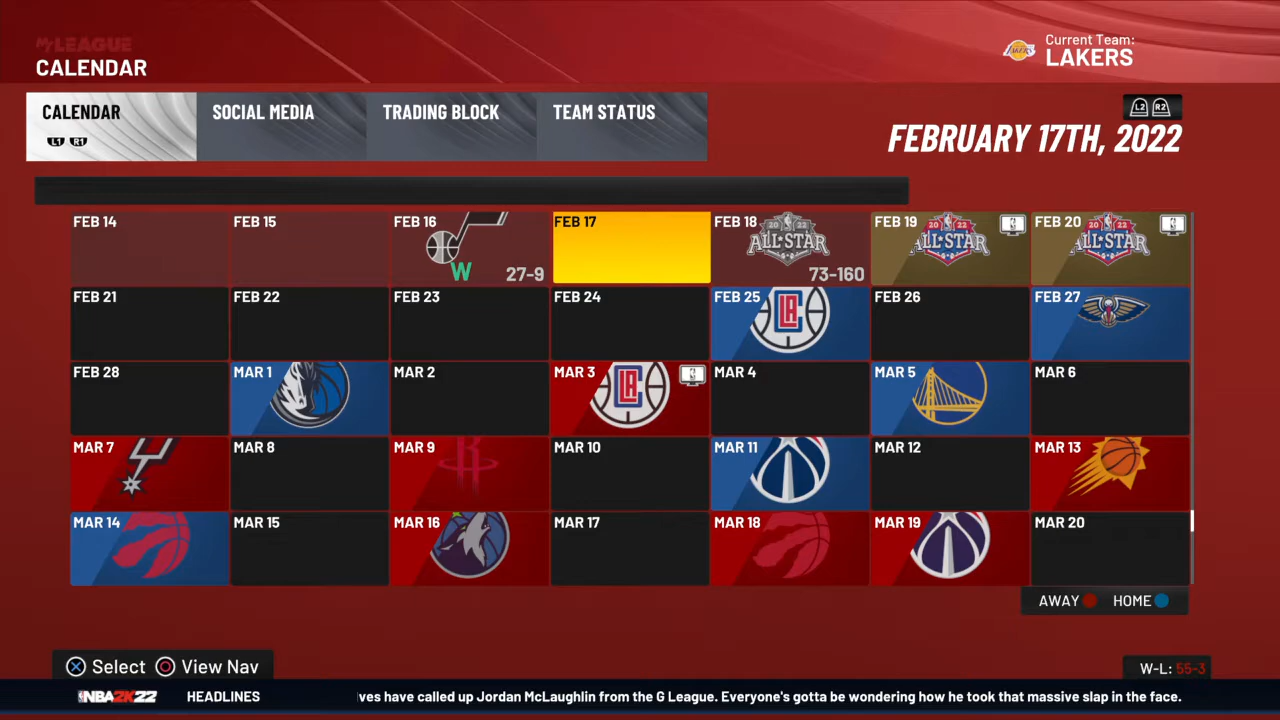 MyLEAGUE
CALENDAR
Current Team:
LAKERS
CALENDAR
L1 R1
SOCIAL MEDIA
TRADING BLOCK
TEAM STATUS
L2 R2
FEBRUARY 17TH, 2022
FEB 14 FEB 15 FEB 16 W 27-9 FEB 17 FEB 18 2022 ALL STAR 73-160 FEB 19 2022 ALL STAR FEB 20 2022 ALL STAR
FEB 21 FEB 22 FEB 23 FEB 24 FEB 25 LA FEB 26 FEB 27
FEB 28 MAR 1 MAR 2 MAR 3 LA MAR 4 MAR 5 MAR 6
MAR 7 MAR 8 MAR 9 MAR 10 MAR 11 MAR 12 MAR 13
MAR 14 MAR 15 MAR 16 MAR 17 MAR 18 MAR 19 MAR 20
AWAY HOME
Select View Nav
W-L: 55-3
NBA2K22 HEADLINES ves have called up Jordan McLaughlin from the G League. Everyone's gotta be wondering how he took that massive slap in the face.